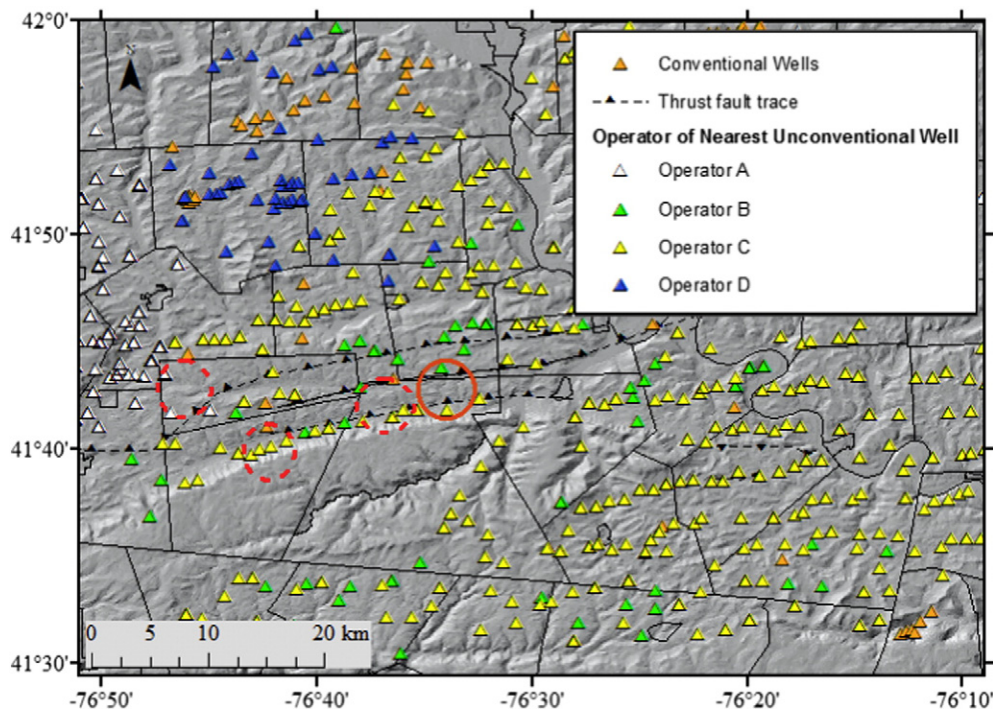 42°0'
Conventional Wells
Thrust fault trace
Operator of Nearest Unconventional Well
Operator A
Operator B
Operator C
Operator D
41°50'
41°40'
41°30'
0 5 10 20 km
-76°50' -76°40' -76°30' -76°20' -76°10'